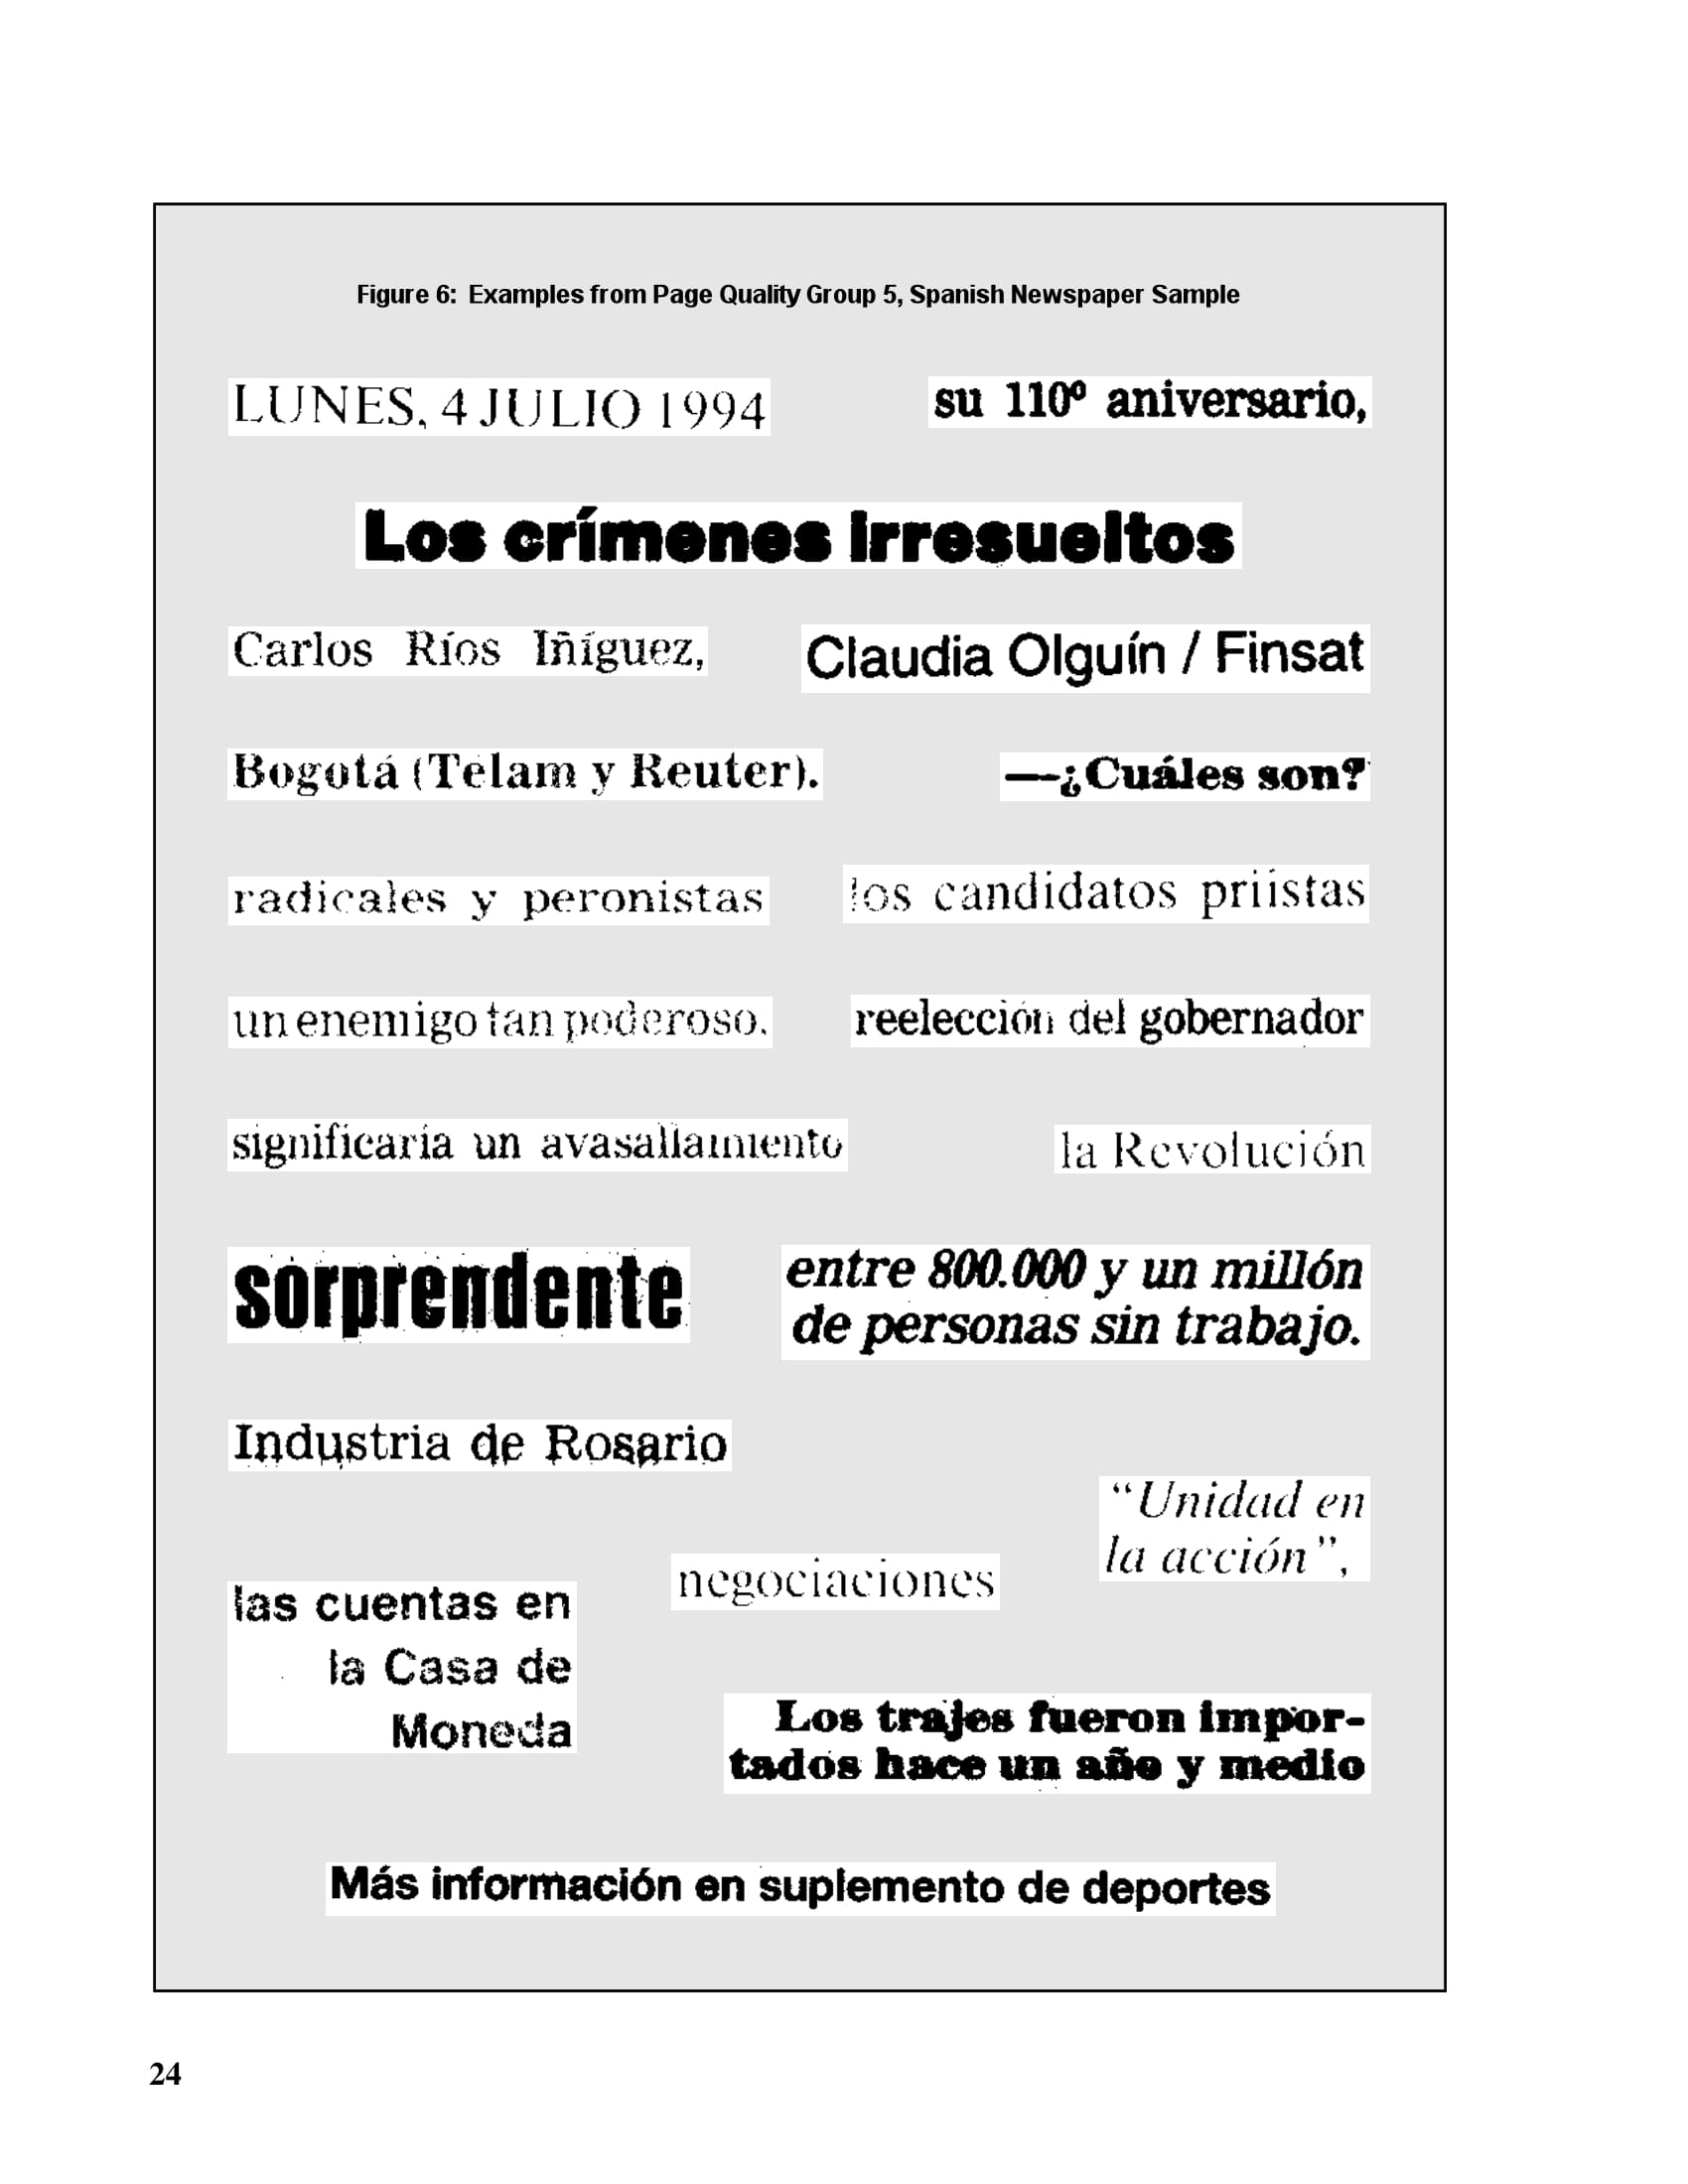 Figure 6: Examples from Page Quality Group 5, Spanish Newspaper Sample
LUNES, 4 JULIO 1994
su 110º aniversario,
Los crímenes irresueltos
Carlos Ríos Iñíguez,
Claudia Olguín / Finsat
Bogotá (Télam y Reuter).
—¿Cuáles son?
radicales y peronistas
los candidatos priístas
un enemigo tan poderoso.
reelección del gobernador
significaría un avasallamiento
la Revolución
sorprendente
entre 800.000 y un millón
de personas sin trabajo.
Industria de Rosario
"Unidad en
la acción",
negociaciones
las cuentas en
la Casa de
Moneda
Los trajes fueron impor-
tados hace un año y medio
Más información en suplemento de deportes
24